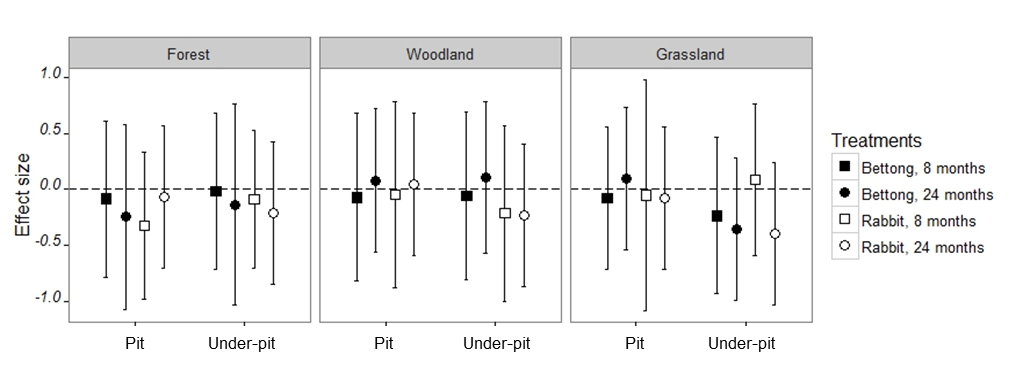 Forest Woodland Grassland
1.0
0.5
0.0
-0.5
-1.0
Effect size
Pit Under-pit Pit Under-pit Pit Under-pit
Treatments
Bettong, 8 months
Bettong, 24 months
Rabbit, 8 months
Rabbit, 24 months